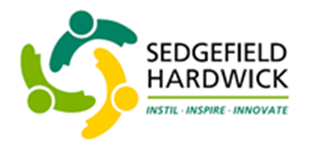 SEDGEFIELD
HARDWICK
INSTIL · INSPIRE · INNOVATE